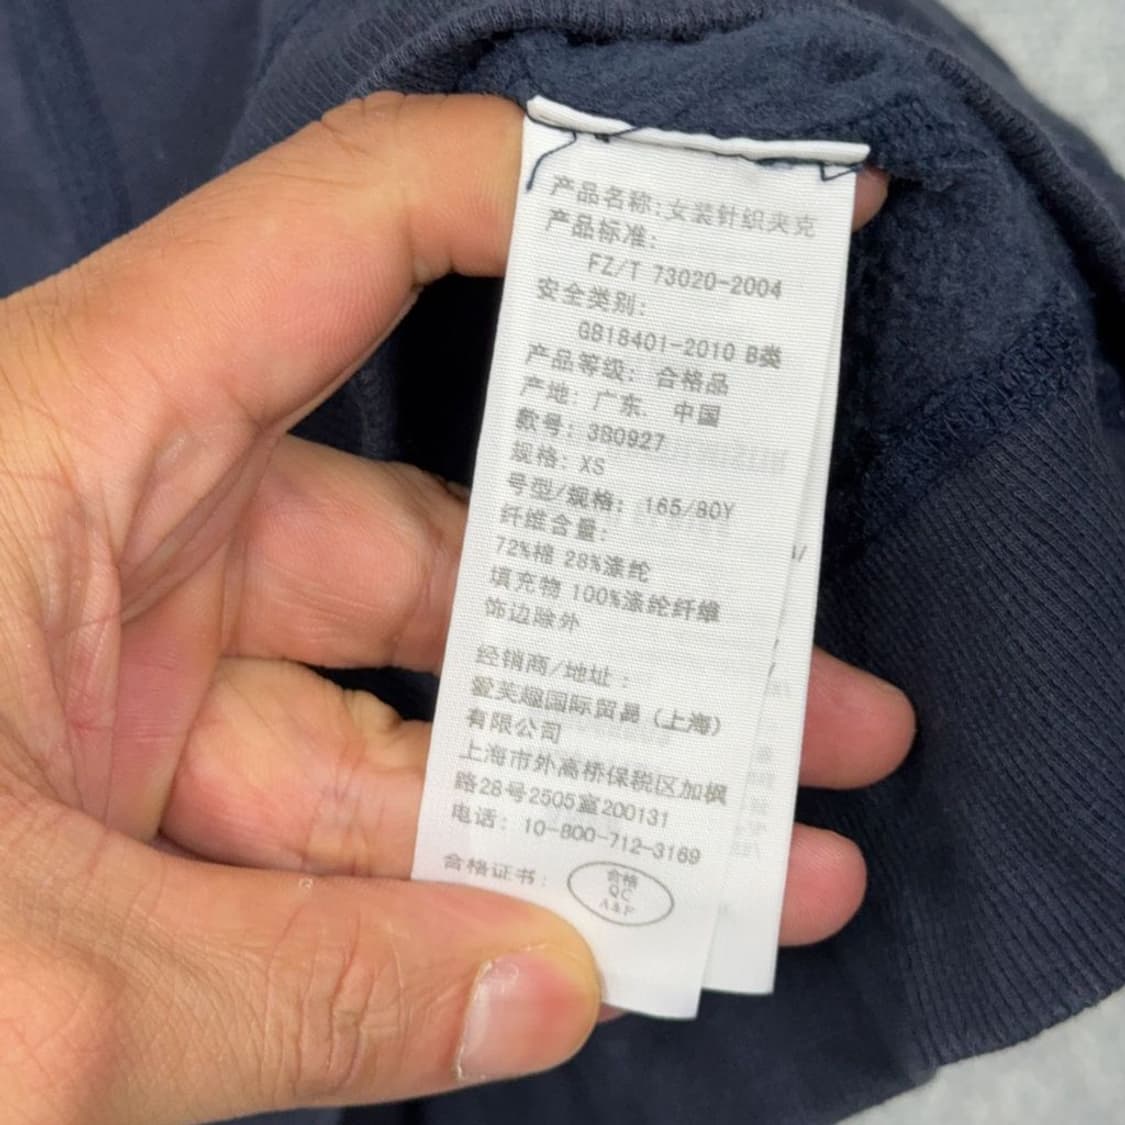 产品名称:女装针织夹克
产品标准:
FZ/T 73020-2004
安全类别:
GB18401-2010 B类
产品等级: 合格品
产地: 广东. 中国
款号: 3B0927
规格: XS
号型/规格: 165/80Y
纤维含量:
72%棉 28%涤纶
填充物 100%涤纶纤维
饰边除外
经销商/地址:
爱芙趣国际贸易(上海)
有限公司
上海市外高桥保税区加枫
路28号2505室200131
电话: 10-800-712-3169
合格证书:
合格
QC
A&F